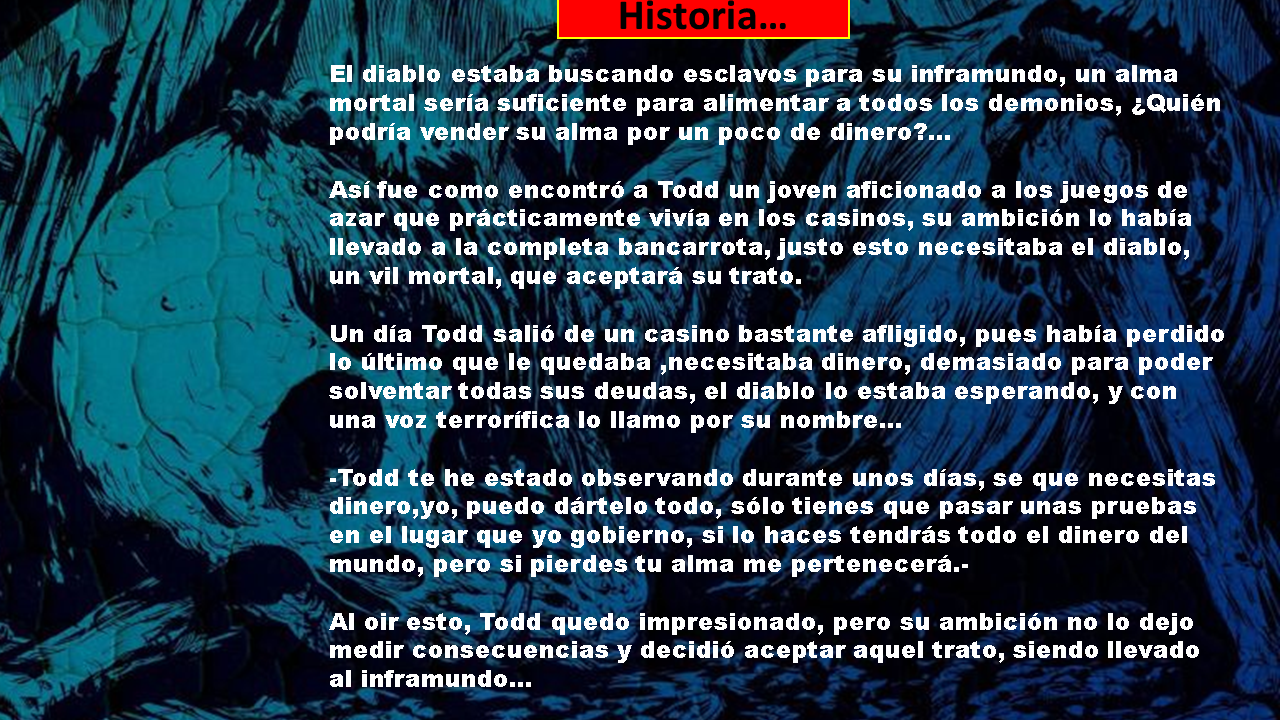 Historia...
El diablo estaba buscando esclavos para su inframundo, un alma
mortal sería suficiente para alimentar a todos los demonios, ¿Quién
podría vender su alma por un poco de dinero?...
Así fue como encontró a Todd un joven aficionado a los juegos de
azar que prácticamente vivía en los casinos, su ambición lo había
llevado a la completa bancarrota, justo esto necesitaba el diablo,
un vil mortal, que aceptará su trato.
Un día Todd salió de un casino bastante afligido, pues había perdido
lo último que le quedaba ,necesitaba dinero, demasiado para poder
solventar todas sus deudas, el diablo lo estaba esperando, y con
una voz terrorífica lo llamo por su nombre...
-Todd te he estado observando durante unos días, se que necesitas
dinero,yo, puedo dártelo todo, sólo tienes que pasar unas pruebas
en el lugar que yo gobierno, si lo haces tendrás todo el dinero del
mundo, pero si pierdes tu alma me pertenecerá.-
Al oir esto, Todd quedo impresionado, pero su ambición no lo dejo
medir consecuencias y decidió aceptar aquel trato, siendo llevado
al inframundo...